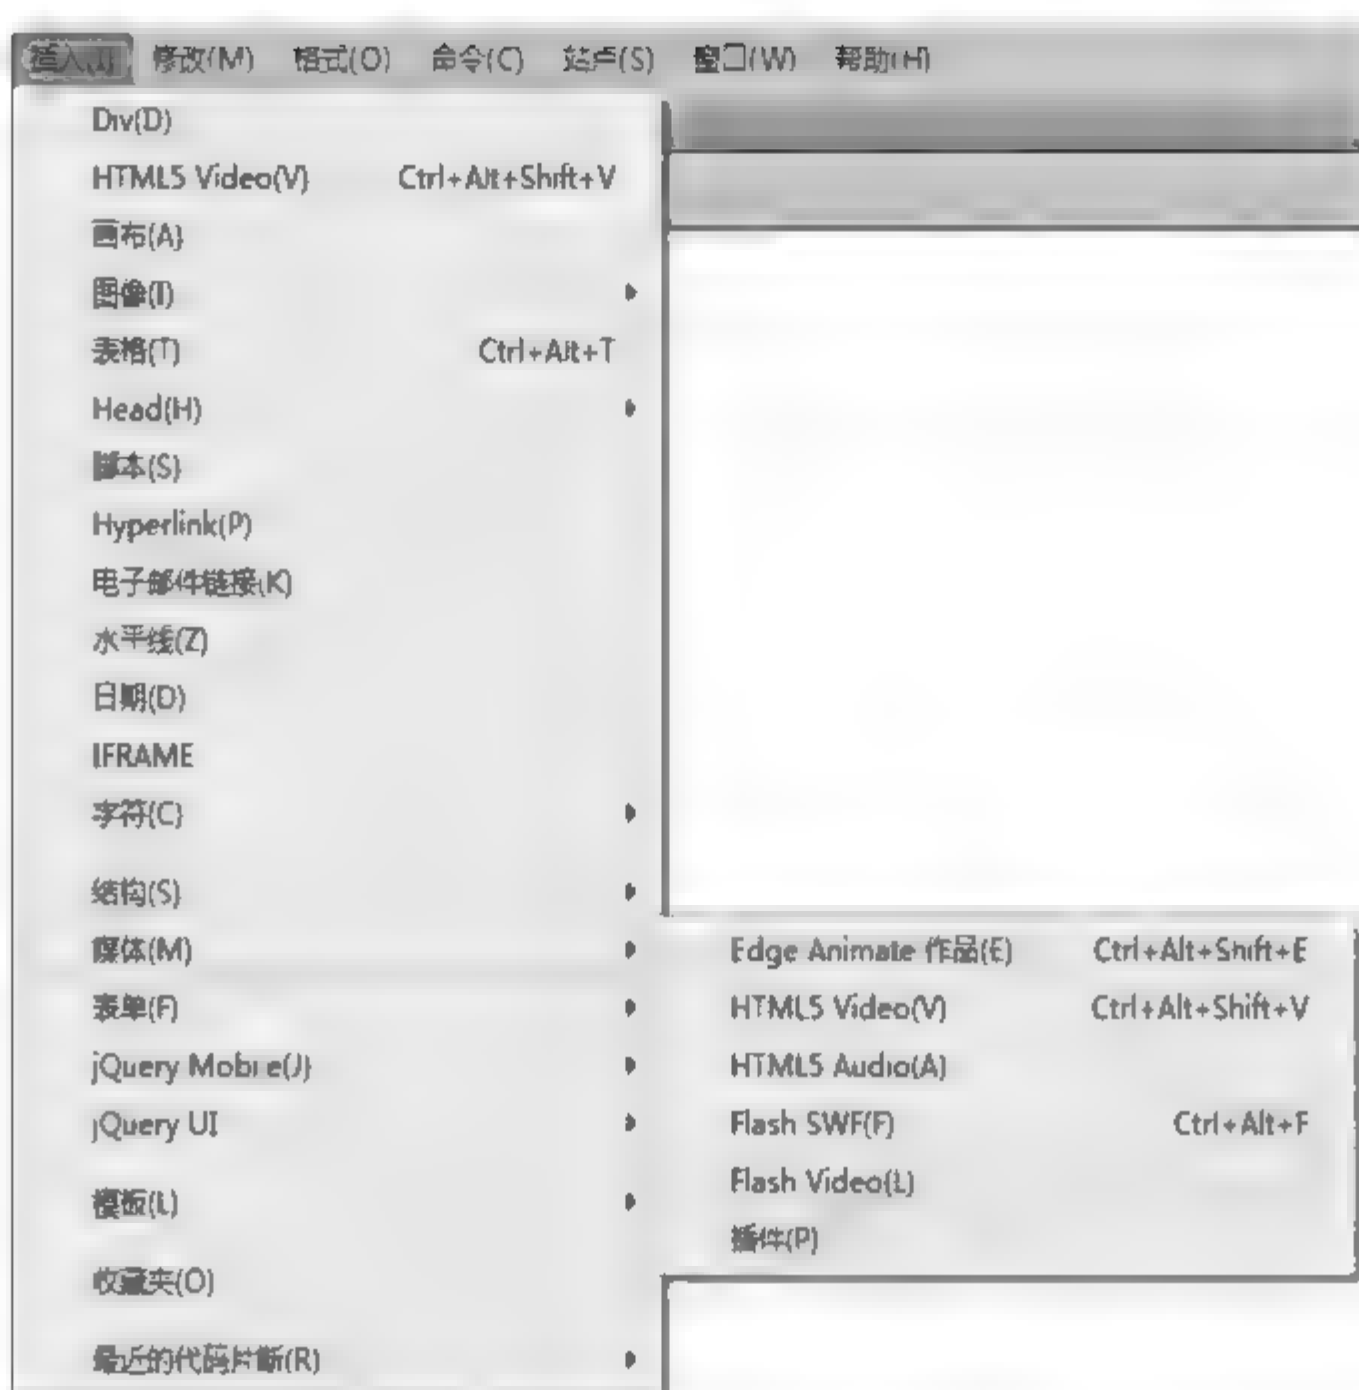 插入(I) 修改(M) 格式(O) 命令(C) 站点(S) 窗口(W) 帮助(H)
Div(D)
HTML5 Video(V) Ctrl+Alt+Shift+V
画布(A)
图像(I)
表格(T) Ctrl+Alt+T
Head(H)
脚本(S)
Hyperlink(P)
电子邮件链接(K)
水平线(Z)
日期(D)
IFRAME
字符(C)
结构(S)
媒体(M)
Edge Animate 作品(E) Ctrl+Alt+Shift+E
表单(F)
HTML5 Video(V) Ctrl+Alt+Shift+V
jQuery Mobile(J)
HTML5 Audio(A)
jQuery UI
Flash SWF(F) Ctrl+Alt+F
Flash Video(L)
模板(L)
插件(P)
收藏夹(O)
最近的代码片断(R)